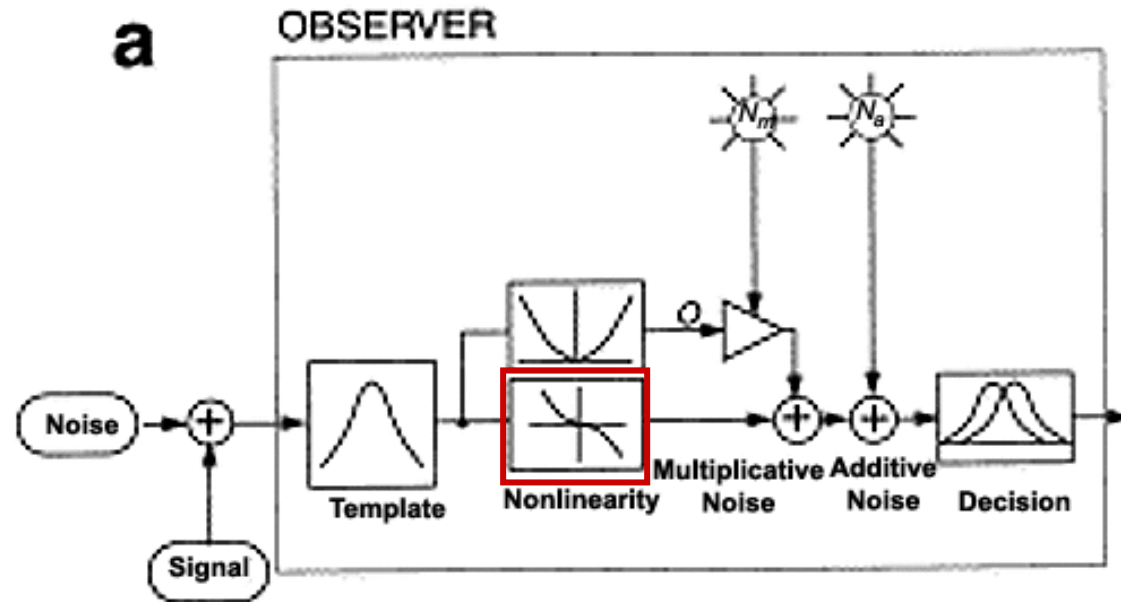 a
OBSERVER
Nm
Na
Noise
+
+
+
Template
Nonlinearity
Multiplicative
Noise
Additive
Noise
Decision
Signal